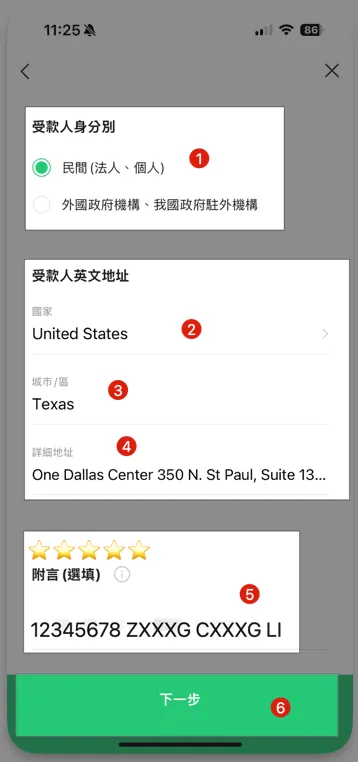 11:25
86
受款人身分別
民間 (法人、個人)
1
外國政府機構、我國政府駐外機構
受款人英文地址
國家
United States
2
城市/區
3
Texas
4
詳細地址
One Dallas Center 350 N. St Paul, Suite 13...
附言 (選填)
5
12345678 ZXXXG CXXXG LI
下一步
6